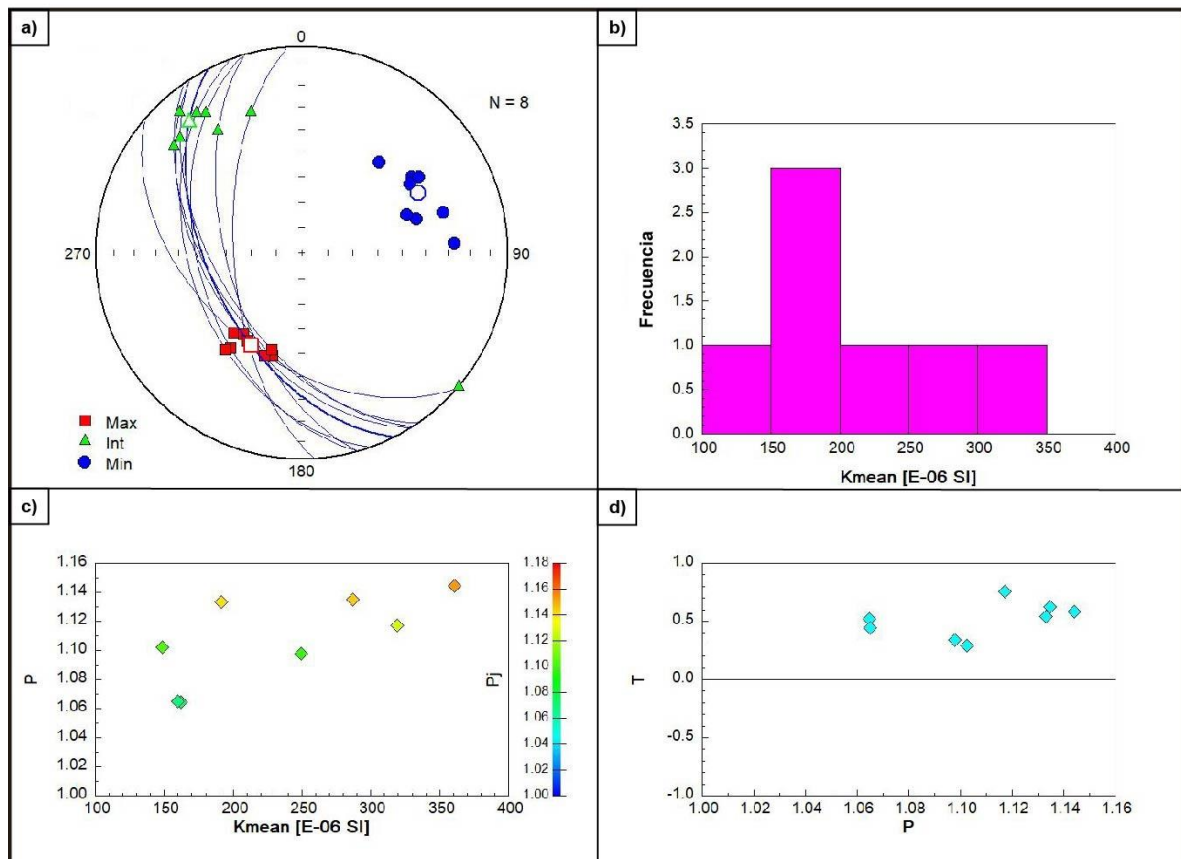 a)
0
N = 8
270
90
180
Max
Int
Min
b)
3.5
3.0
2.5
2.0
1.5
1.0
0.5
0.0
Frecuencia
100 150 200 250 300 350 400
Kmean [E-06 SI]
c)
1.16
1.14
1.12
1.10
1.08
1.06
1.04
1.02
1.00
P
100 150 200 250 300 350 400
Kmean [E-06 SI]
Pj
1.18
1.16
1.14
1.12
1.10
1.08
1.06
1.04
1.02
1.00
d)
1.0
0.5
0.0
-0.5
-1.0
T
1.00 1.02 1.04 1.06 1.08 1.10 1.12 1.14 1.16
P